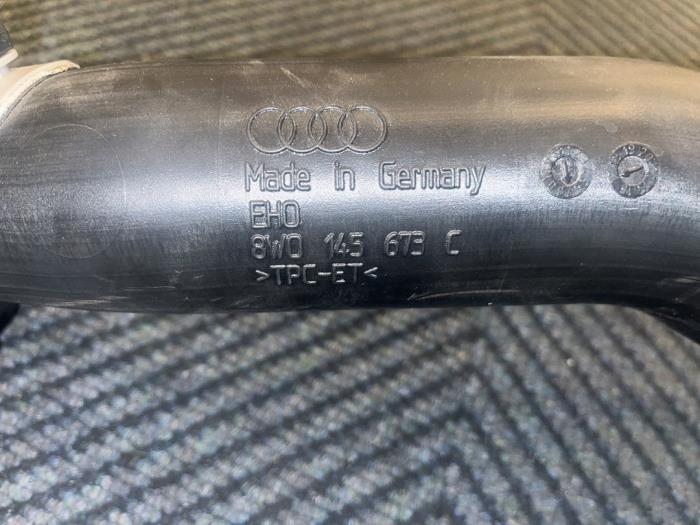 Made in Germany
EHO
8W0 145 673 C
>TPC-ET<